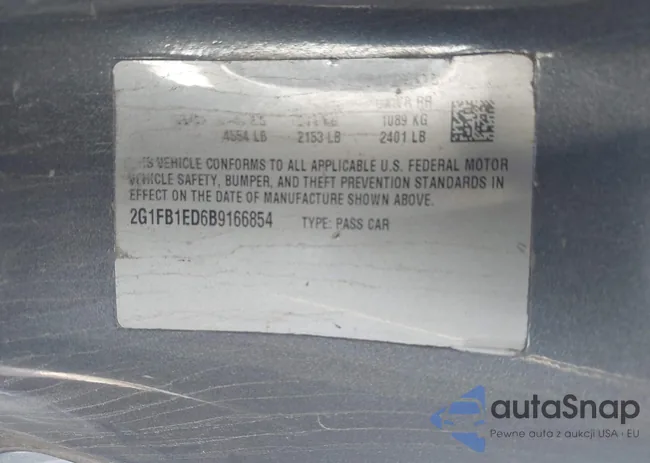 1089 KG
4554 LB 2153 LB 2401 LB
VEHICLE CONFORMS TO ALL APPLICABLE U.S. FEDERAL MOTOR
VEHICLE SAFETY, BUMPER, AND THEFT PREVENTION STANDARDS IN
EFFECT ON THE DATE OF MANUFACTURE SHOWN ABOVE.
2G1FB1ED6B9166854 TYPE: PASS CAR
autaSnap
Pewne auta z aukcji USA · EU